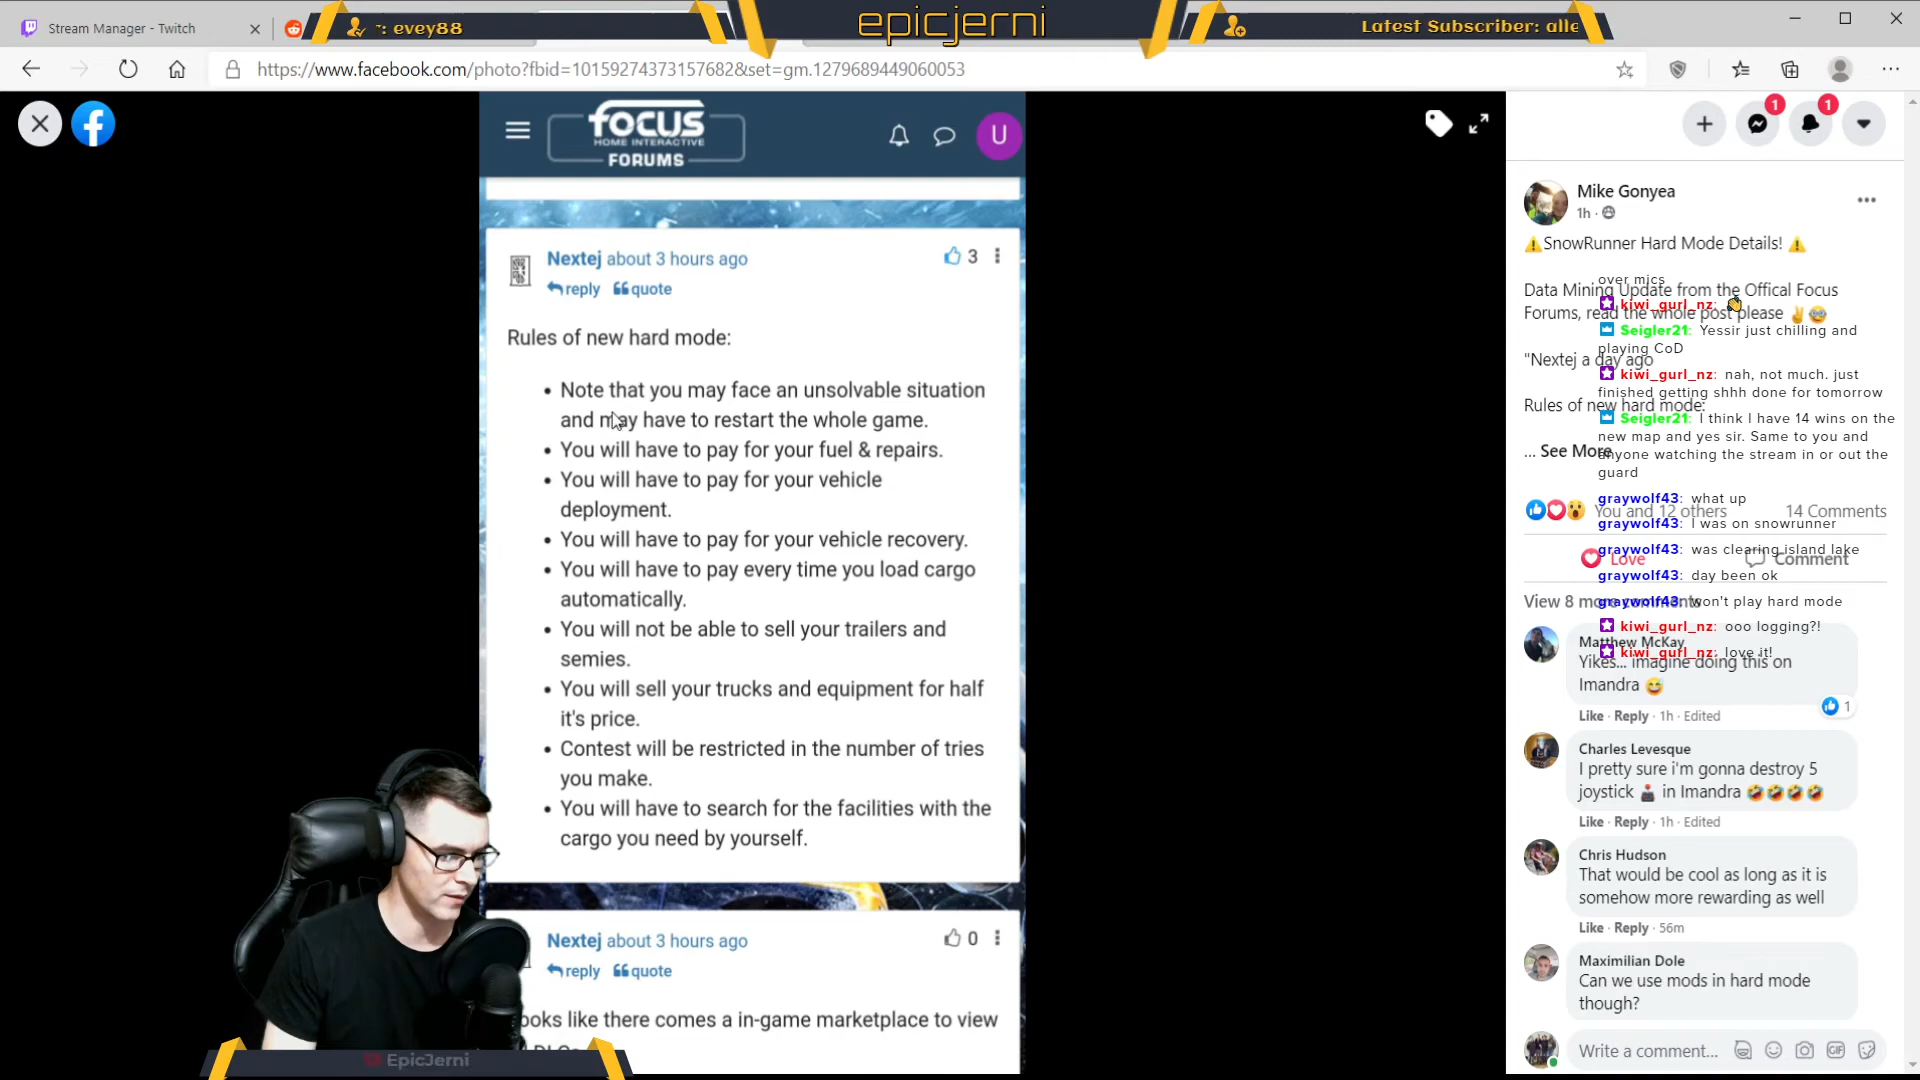 Stream Manager - Twitch
: evey88
epicjerni
Latest Subscriber: alle
https://www.facebook.com/photo?fbid=10159274373157682&set=gm.1279689449060053
FOCUS
HOME INTERACTIVE
FORUMS
U
Nextej about 3 hours ago
3
reply quote
Rules of new hard mode:
• Note that you may face an unsolvable situation
and may have to restart the whole game.
• You will have to pay for your fuel & repairs.
• You will have to pay for your vehicle
deployment.
• You will have to pay for your vehicle recovery.
• You will have to pay every time you load cargo
automatically.
• You will not be able to sell your trailers and
semies.
• You will sell your trucks and equipment for half
it's price.
• Contest will be restricted in the number of tries
you make.
• You will have to search for the facilities with the
cargo you need by yourself.
Nextej about 3 hours ago
0
reply quote
ooks like there comes a in-game marketplace to view
EpicJerni
1
1
Mike Gonyea
1h
⚠️SnowRunner Hard Mode Details! ⚠️
Data Mining Update from the Offical Focus
Forums, read the whole post please ✌️
"Nextej a day ago
Rules of new hard mode:
... See More
You and 12 others
14 Comments
Love
Comment
View 8 more comments
over mics
kiwi_gurl_nz:
Seigler21: Yessir just chilling and
playing CoD
kiwi_gurl_nz: nah, not much. just
finished getting shhh done for tomorrow
Seigler21: I think I have 14 wins on the
new map and yes sir. Same to you and
anyone watching the stream in or out the
guard
graywolf43: what up
graywolf43: I was on snowrunner
graywolf43: was clearing island lake
graywolf43: day been ok
graywolf43: won't play hard mode
kiwi_gurl_nz: ooo logging?!
kiwi_gurl_nz: love it!
Matthew McKay
Yikes... imagine doing this on
Imandra 😅
1
Like · Reply · 1h · Edited
Charles Levesque
I pretty sure i'm gonna destroy 5
joystick 🕹️ in Imandra 🤣🤣🤣🤣
Like · Reply · 1h · Edited
Chris Hudson
That would be cool as long as it is
somehow more rewarding as well
Like · Reply · 56m
Maximilian Dole
Can we use mods in hard mode
though?
Write a comment...
GIF